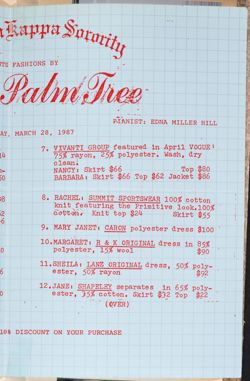 Kappa Sorority
TS FASHIONS BY
Palm Tree
PIANIST: EDNA MILLER HILL
AY, MARCH 28, 1987
7. VIVANTI GROUP featured in April VOGUE!
75% rayon, 25% polyester. Wash, dry
clean.
NANCY: Skirt $66 Top $80
BARBARA: Skirt $66 Top $62 Jacket $86
8. RACHEL: SUMMIT SPORTSWEAR 100% cotton
knit featuring the Primitive look.100%
cotton. Knit top $24 Skirt $55
9. MARY JANET: CARON polyester dress $100
10.MARGARET: R & K ORIGINAL dress in 85%
polyester, 15% wool $90
11.SHEILA: LANZ ORIGINAL dress, 50% poly-
ester, 50% rayon $92
12.JANE: SHAPELEY separates in 65% poly-
ester, 35% cotton. Skirt $32 Top $22
(OVER)
10% DISCOUNT ON YOUR PURCHASE